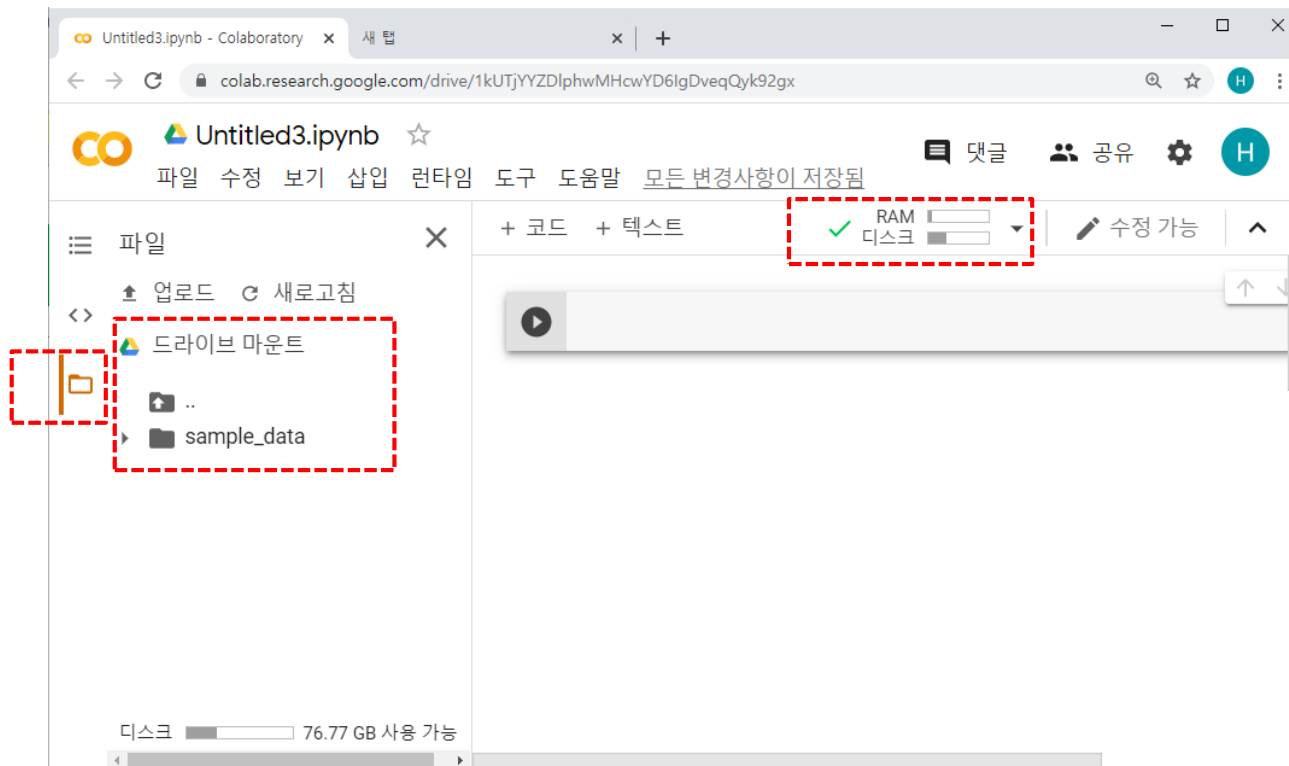 Untitled3.ipynb - Colaboratory 새 탭
colab.research.google.com/drive/1kUTjYYZDlphwMHcwYD6IgDveqQyk92gx H
Untitled3.ipynb
댓글 공유 H
파일 수정 보기 삽입 런타임 도구 도움말 모든 변경사항이 저장됨
파일
+ 코드 + 텍스트
RAM
디스크
수정 가능
업로드 새로고침
드라이브 마운트
..
sample_data
디스크 76.77 GB 사용 가능